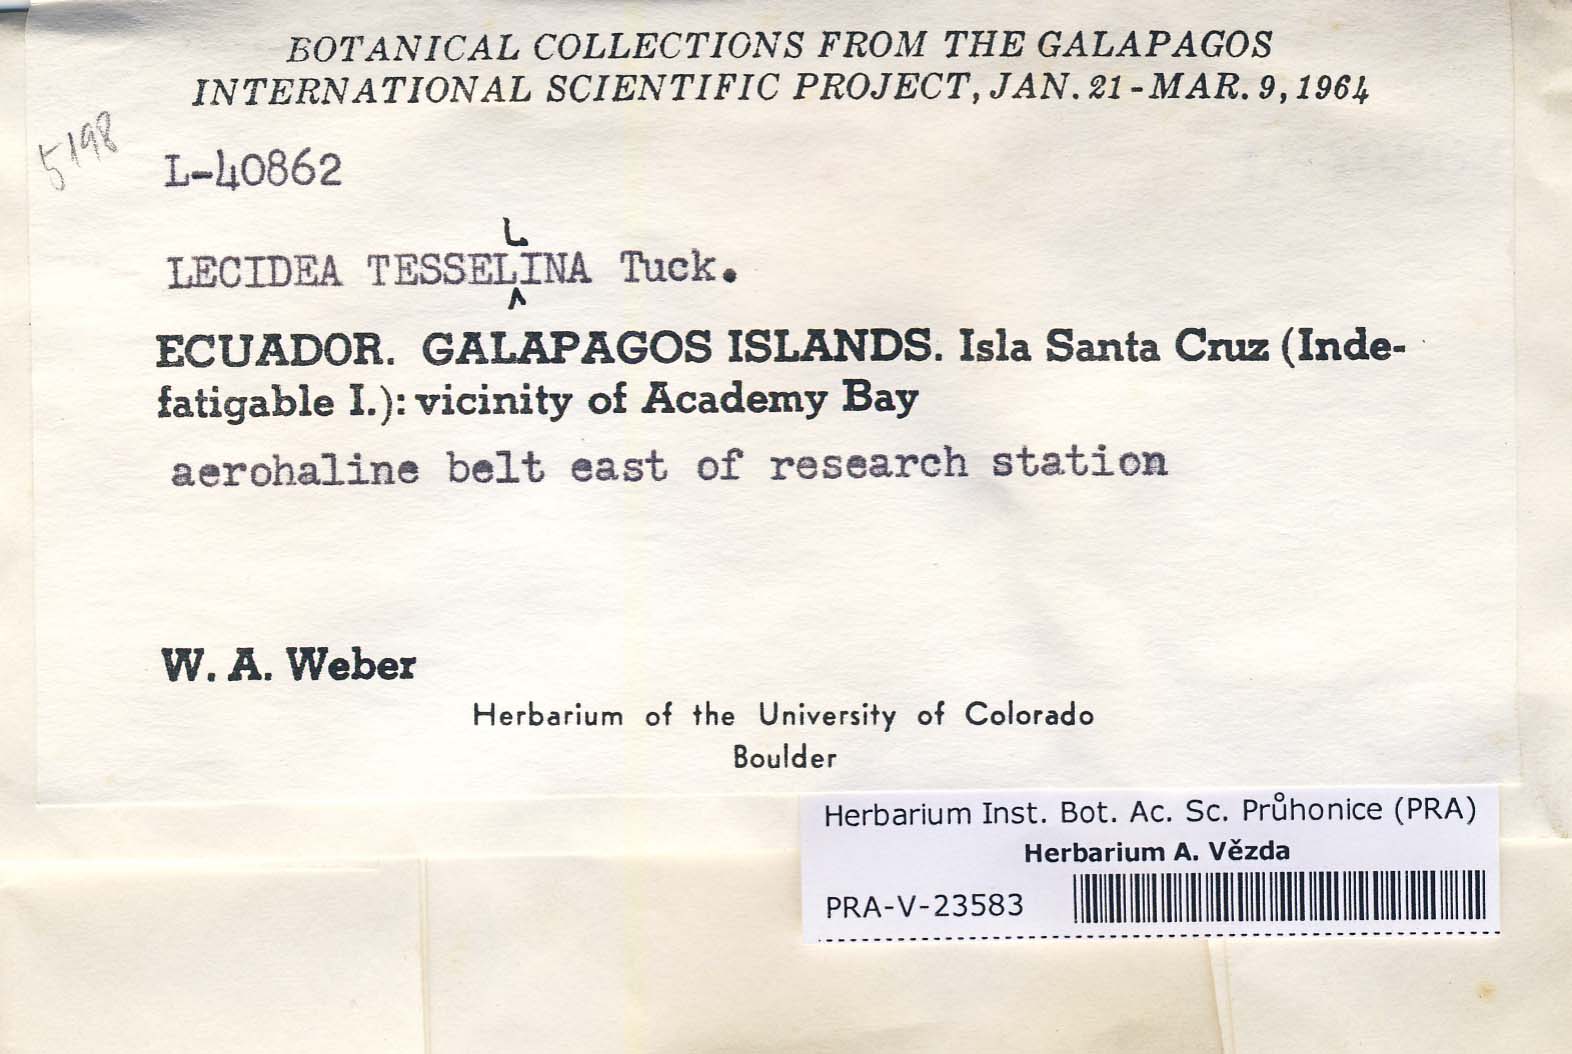 BOTANICAL COLLECTIONS FROM THE GALAPAGOS
INTERNATIONAL SCIENTIFIC PROJECT, JAN. 21 - MAR. 9, 1964
5198
L-40862
L
LECIDEA TESSELINA Tuck.
ECUADOR. GALAPAGOS ISLANDS. Isla Santa Cruz (Inde-
fatigable I.): vicinity of Academy Bay
aerohaline belt east of research station
W. A. Weber
Herbarium of the University of Colorado
Boulder
Herbarium Inst. Bot. Ac. Sc. Průhonice (PRA)
Herbarium A. Vězda
PRA-V-23583